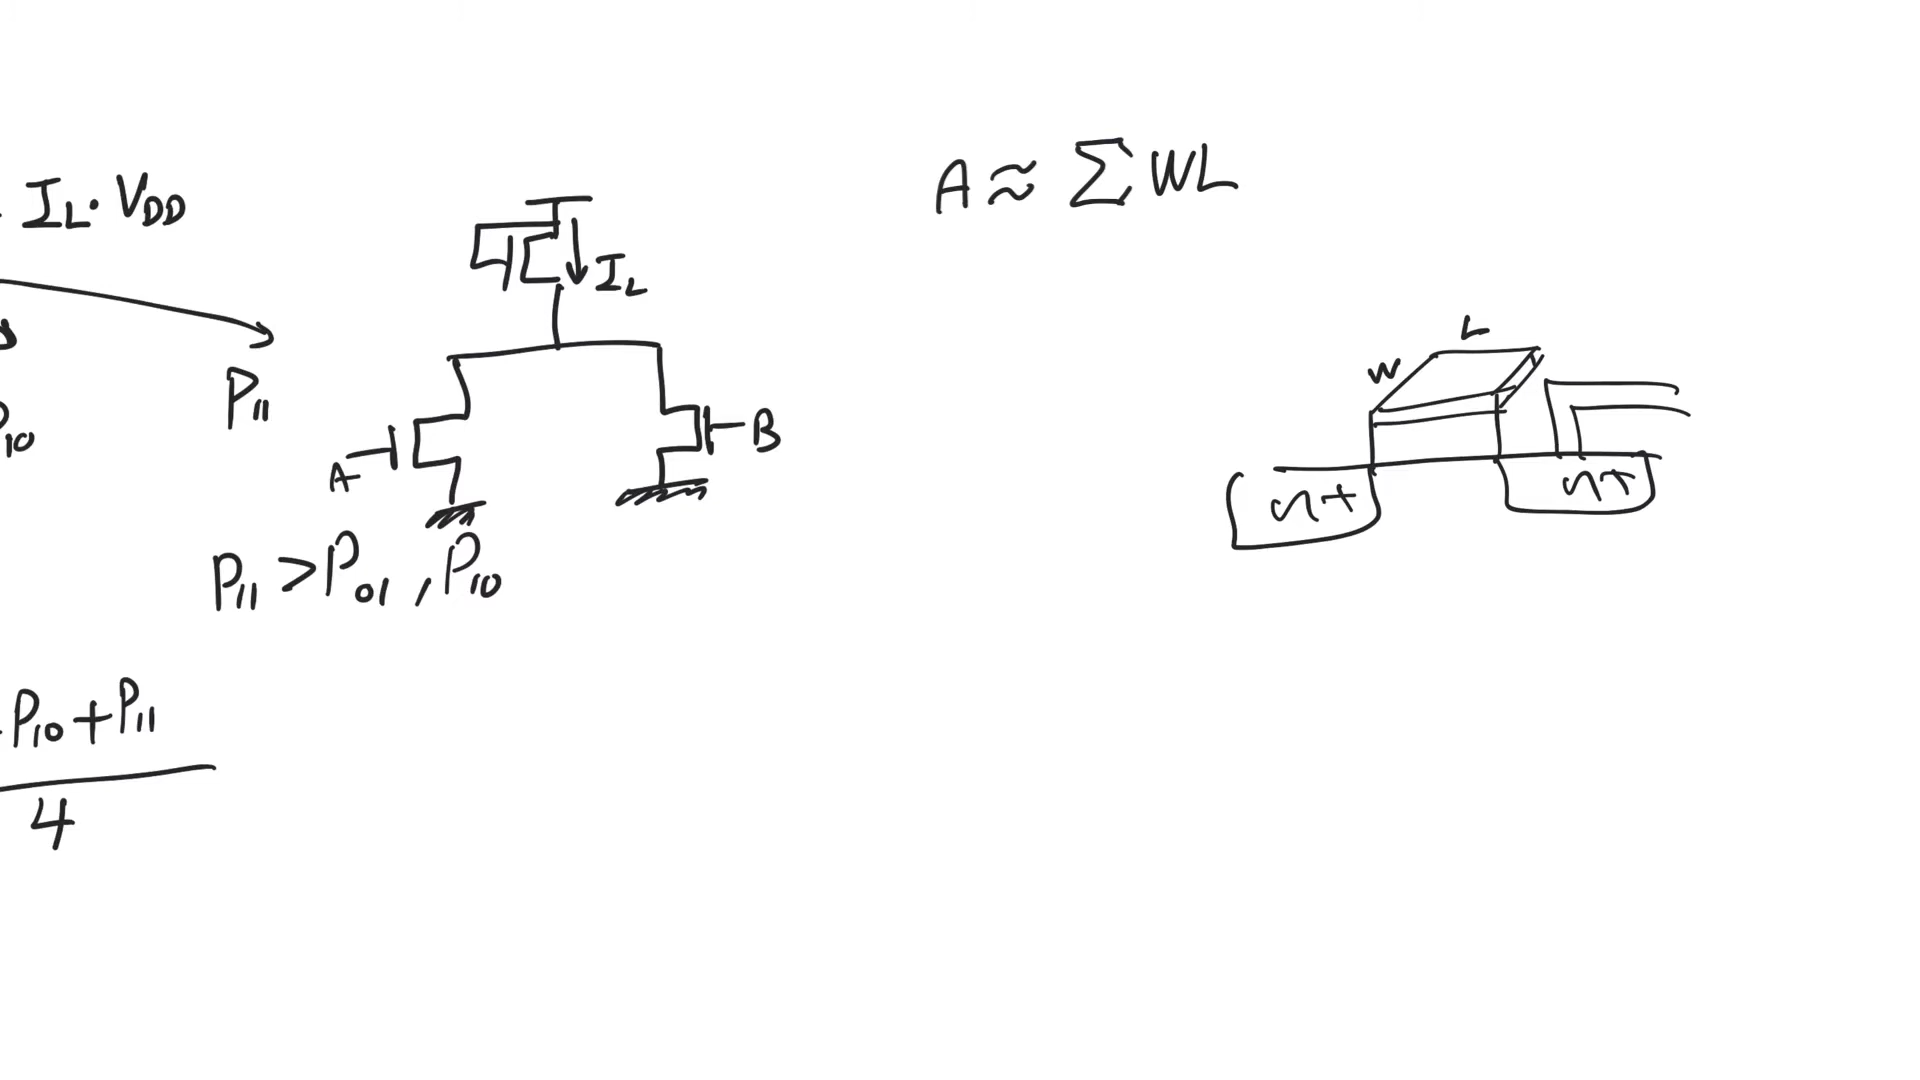 I_L · V_DD
P_10
P_11
I_L
A
B
P_11 > P_01 , P_10
P_10 + P_11
4
A ≈ Σ WL
L
W
n+
n+